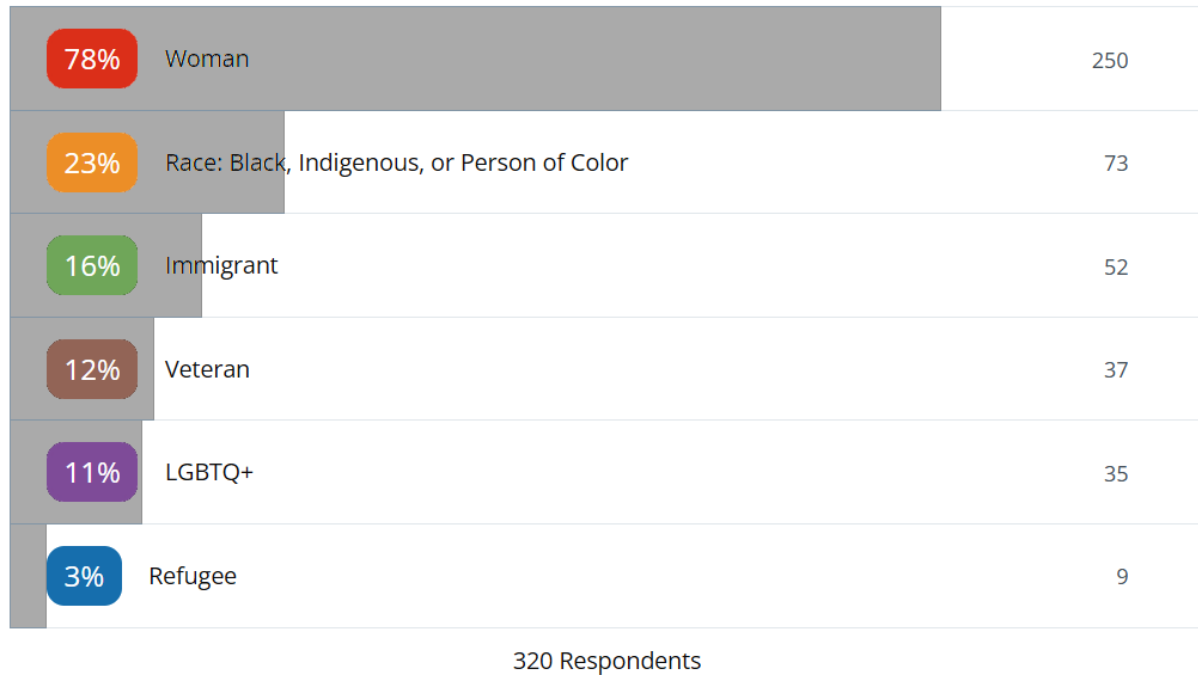 78% Woman 250
23% Race: Black, Indigenous, or Person of Color 73
16% Immigrant 52
12% Veteran 37
11% LGBTQ+ 35
3% Refugee 9
320 Respondents